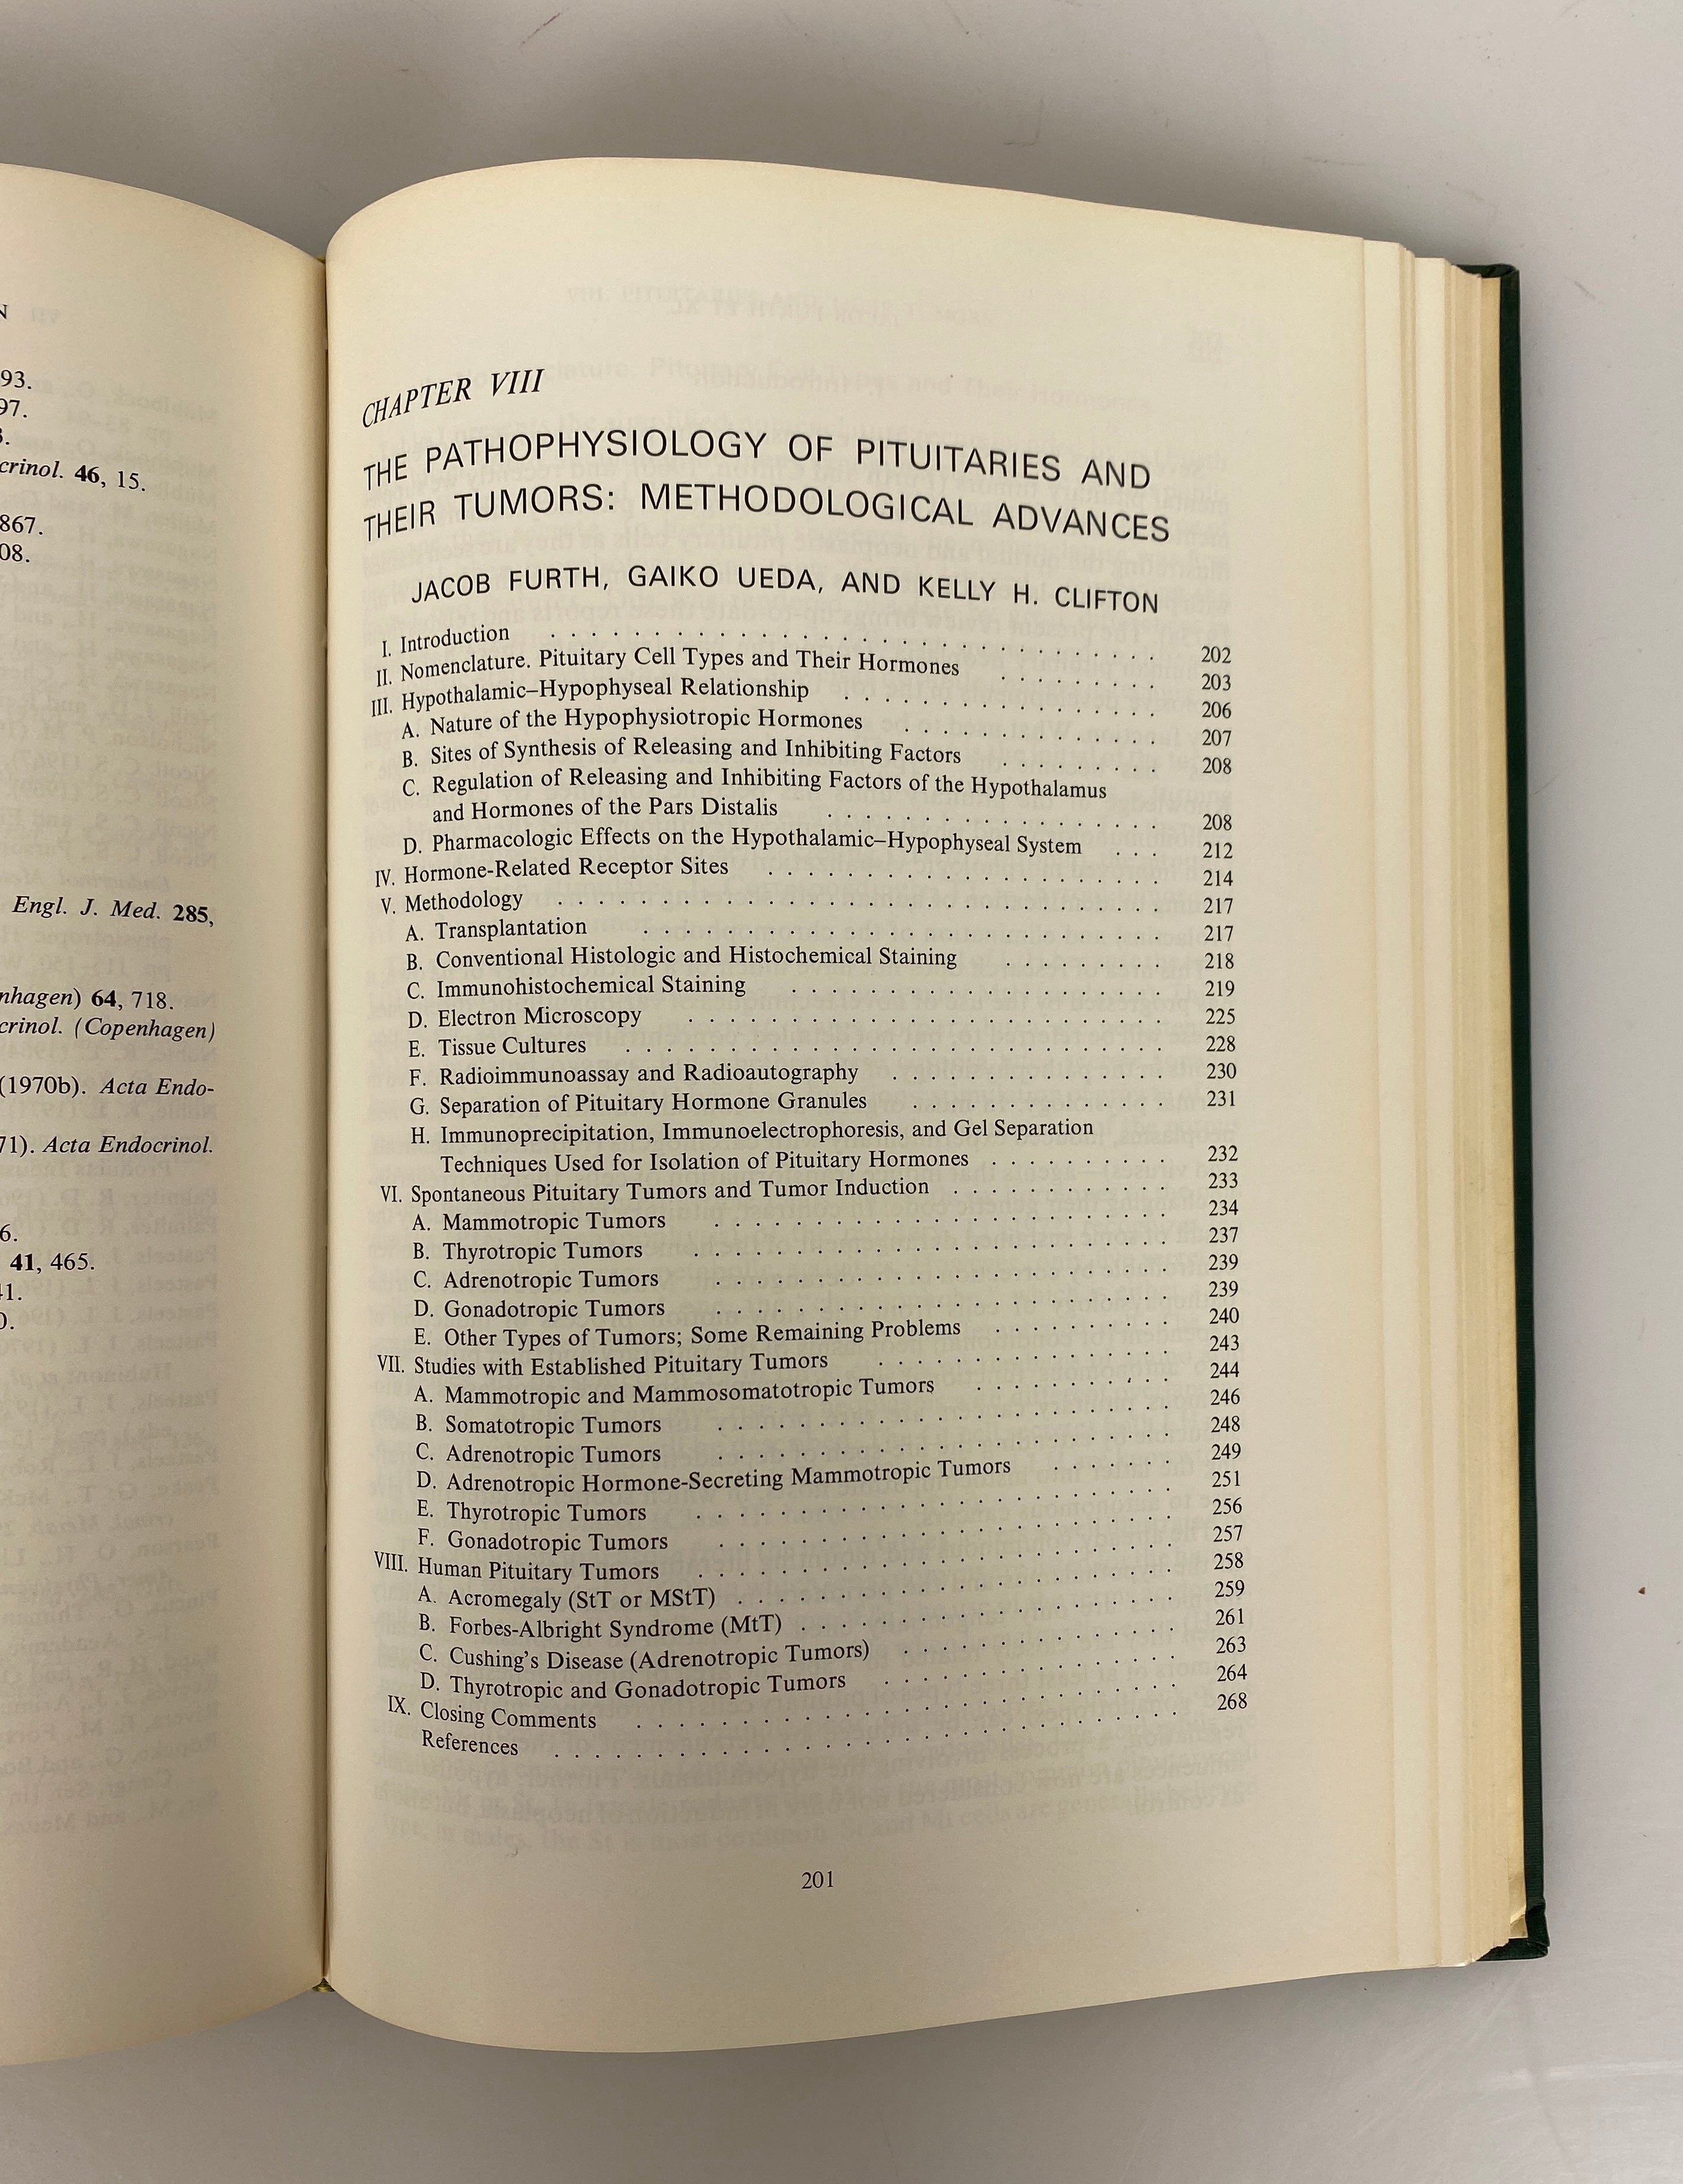 N
93.
97.
3.
crinol. 46, 15.
867.
08.
Engl. J. Med. 285,
nhagen) 64, 718.
crinol. (Copenhagen)
(1970b). Acta Endo-
71). Acta Endocrinol.
6.
41, 465.
41.
0.
CHAPTER VIII
THE PATHOPHYSIOLOGY OF PITUITARIES AND
THEIR TUMORS: METHODOLOGICAL ADVANCES
JACOB FURTH, GAIKO UEDA, AND KELLY H. CLIFTON
I. Introduction . . . . . 202
II. Nomenclature. Pituitary Cell Types and Their Hormones . . . . . 203
III. Hypothalamic–Hypophyseal Relationship . . . . . 206
A. Nature of the Hypophysiotropic Hormones . . . . . 207
B. Sites of Synthesis of Releasing and Inhibiting Factors . . . . . 208
C. Regulation of Releasing and Inhibiting Factors of the Hypothalamus
and Hormones of the Pars Distalis . . . . . 208
D. Pharmacologic Effects on the Hypothalamic–Hypophyseal System . . . 212
IV. Hormone-Related Receptor Sites . . . . . 214
V. Methodology . . . . . 217
A. Transplantation . . . . . 217
B. Conventional Histologic and Histochemical Staining . . . . . 218
C. Immunohistochemical Staining . . . . . 219
D. Electron Microscopy . . . . . 225
E. Tissue Cultures . . . . . 228
F. Radioimmunoassay and Radioautography . . . . . 230
G. Separation of Pituitary Hormone Granules . . . . . 231
H. Immunoprecipitation, Immunoelectrophoresis, and Gel Separation
Techniques Used for Isolation of Pituitary Hormones . . . . . 232
VI. Spontaneous Pituitary Tumors and Tumor Induction . . . . . 233
A. Mammotropic Tumors . . . . . 234
B. Thyrotropic Tumors . . . . . 237
C. Adrenotropic Tumors . . . . . 239
D. Gonadotropic Tumors . . . . . 239
E. Other Types of Tumors; Some Remaining Problems . . . . . 240
VII. Studies with Established Pituitary Tumors . . . . . 243
A. Mammotropic and Mammosomatotropic Tumors . . . . . 244
B. Somatotropic Tumors . . . . . 246
C. Adrenotropic Tumors . . . . . 248
D. Adrenotropic Hormone-Secreting Mammotropic Tumors . . . . . 249
E. Thyrotropic Tumors . . . . . 251
F. Gonadotropic Tumors . . . . . 256
VIII. Human Pituitary Tumors . . . . . 257
A. Acromegaly (StT or MStT) . . . . . 258
B. Forbes-Albright Syndrome (MtT) . . . . . 259
C. Cushing's Disease (Adrenotropic Tumors) . . . . . 261
D. Thyrotropic and Gonadotropic Tumors . . . . . 263
IX. Closing Comments . . . . . 264
References . . . . . 268
201